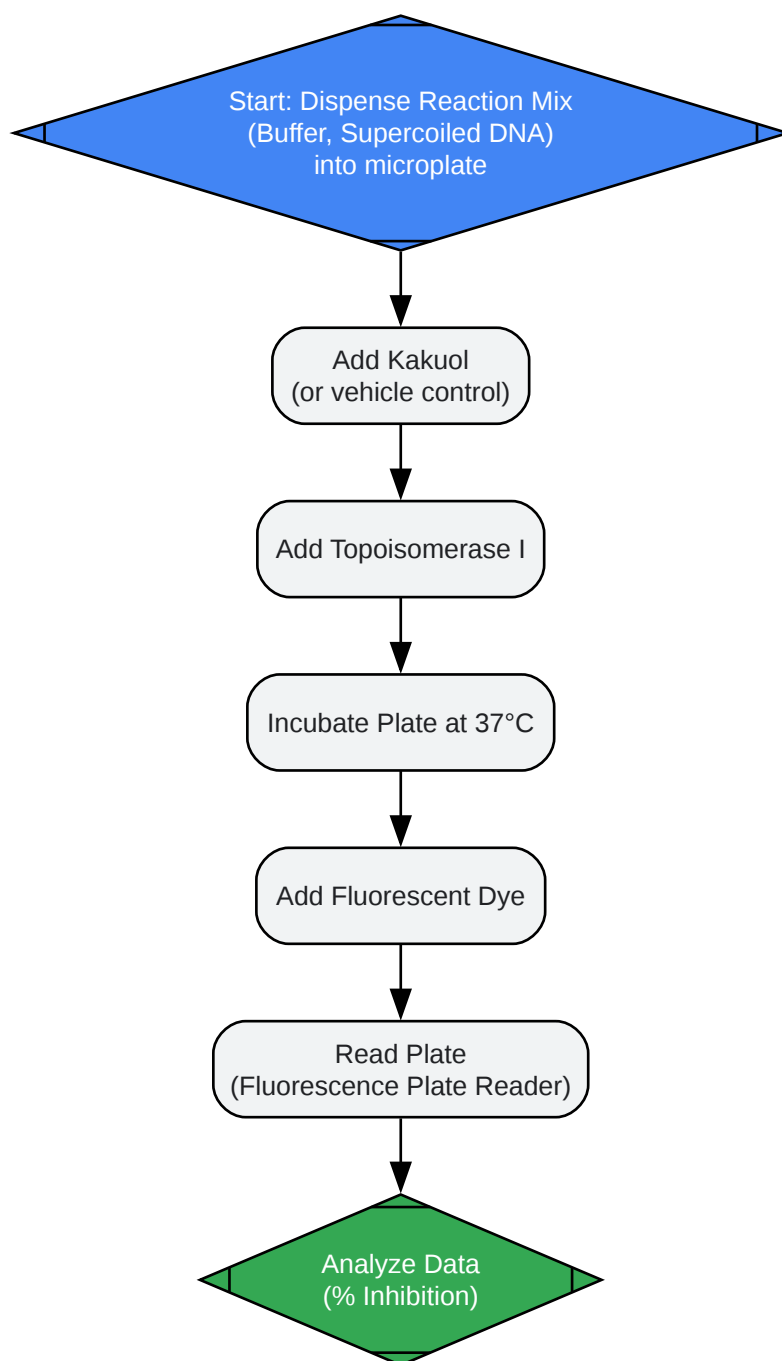 Start: Dispense Reaction Mix
(Buffer, Supercoiled DNA)
into microplate
Add Kakuol
(or vehicle control)
Add Topoisomerase I
Incubate Plate at 37°C
Add Fluorescent Dye
Read Plate
(Fluorescence Plate Reader)
Analyze Data
(% Inhibition)